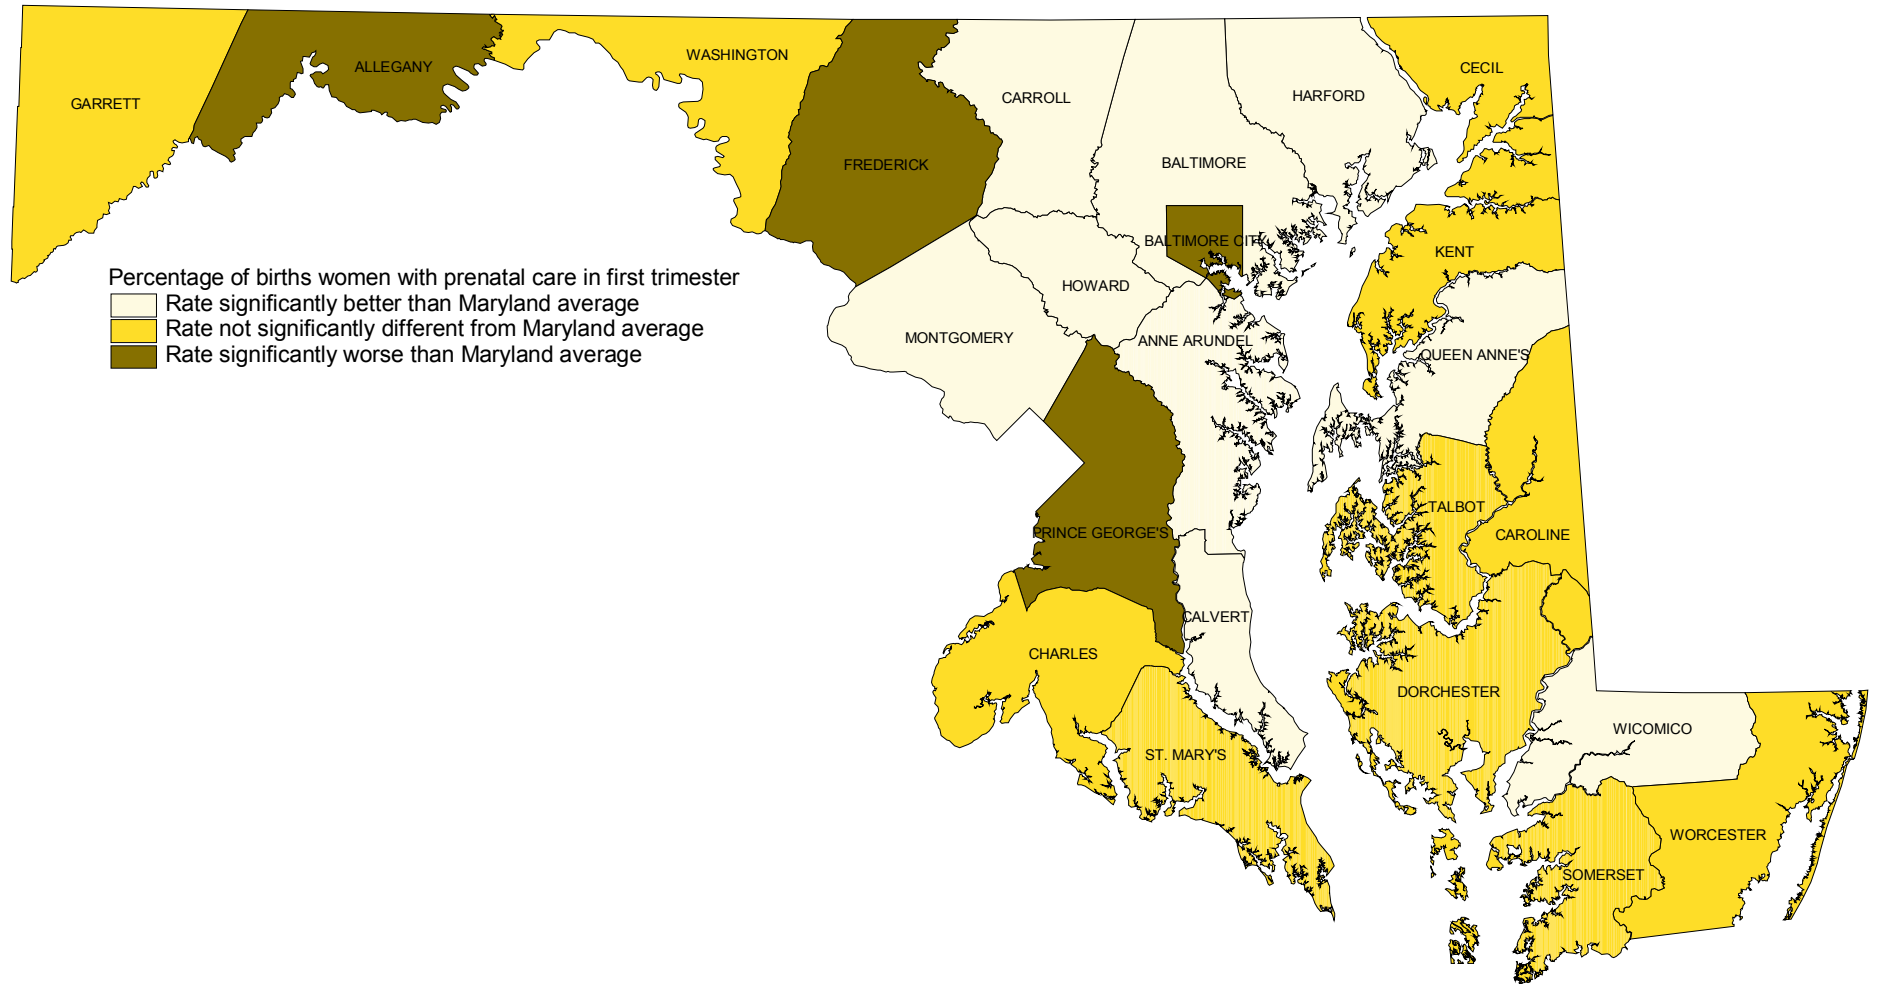 WASHINGTON
ALLEGANY
CECIL
GARRETT
CARROLL
HARFORD
FREDERICK
BALTIMORE
BALTIMORE CITY
KENT
Percentage of births women with prenatal care in first trimester
Rate significantly better than Maryland average
Rate not significantly different from Maryland average
Rate significantly worse than Maryland average
HOWARD
MONTGOMERY
ANNE ARUNDEL
QUEEN ANNE'S
TALBOT
PRINCE GEORGE'S
CAROLINE
CALVERT
CHARLES
DORCHESTER
WICOMICO
ST. MARY'S
WORCESTER
SOMERSET